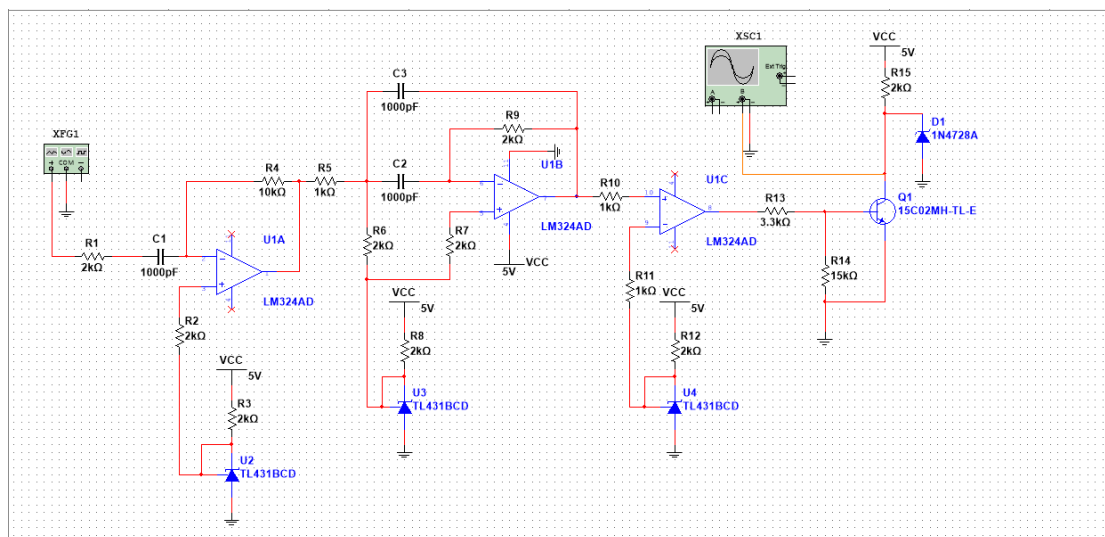 XSC1
Ext Trig
A
B
VCC
5V
R15
2kΩ
D1
1N4728A
C3
1000pF
R9
2kΩ
XFG1
COM
R4
10kΩ
R5
1kΩ
C2
1000pF
U1B
LM324AD
R10
1kΩ
U1C
LM324AD
R13
3.3kΩ
Q1
15C02MH-TL-E
R1
2kΩ
C1
1000pF
U1A
LM324AD
R6
2kΩ
R7
2kΩ
VCC
5V
R14
15kΩ
R2
2kΩ
VCC
5V
R8
2kΩ
R11
1kΩ
VCC
5V
R12
2kΩ
VCC
5V
R3
2kΩ
U3
TL431BCD
U4
TL431BCD
U2
TL431BCD